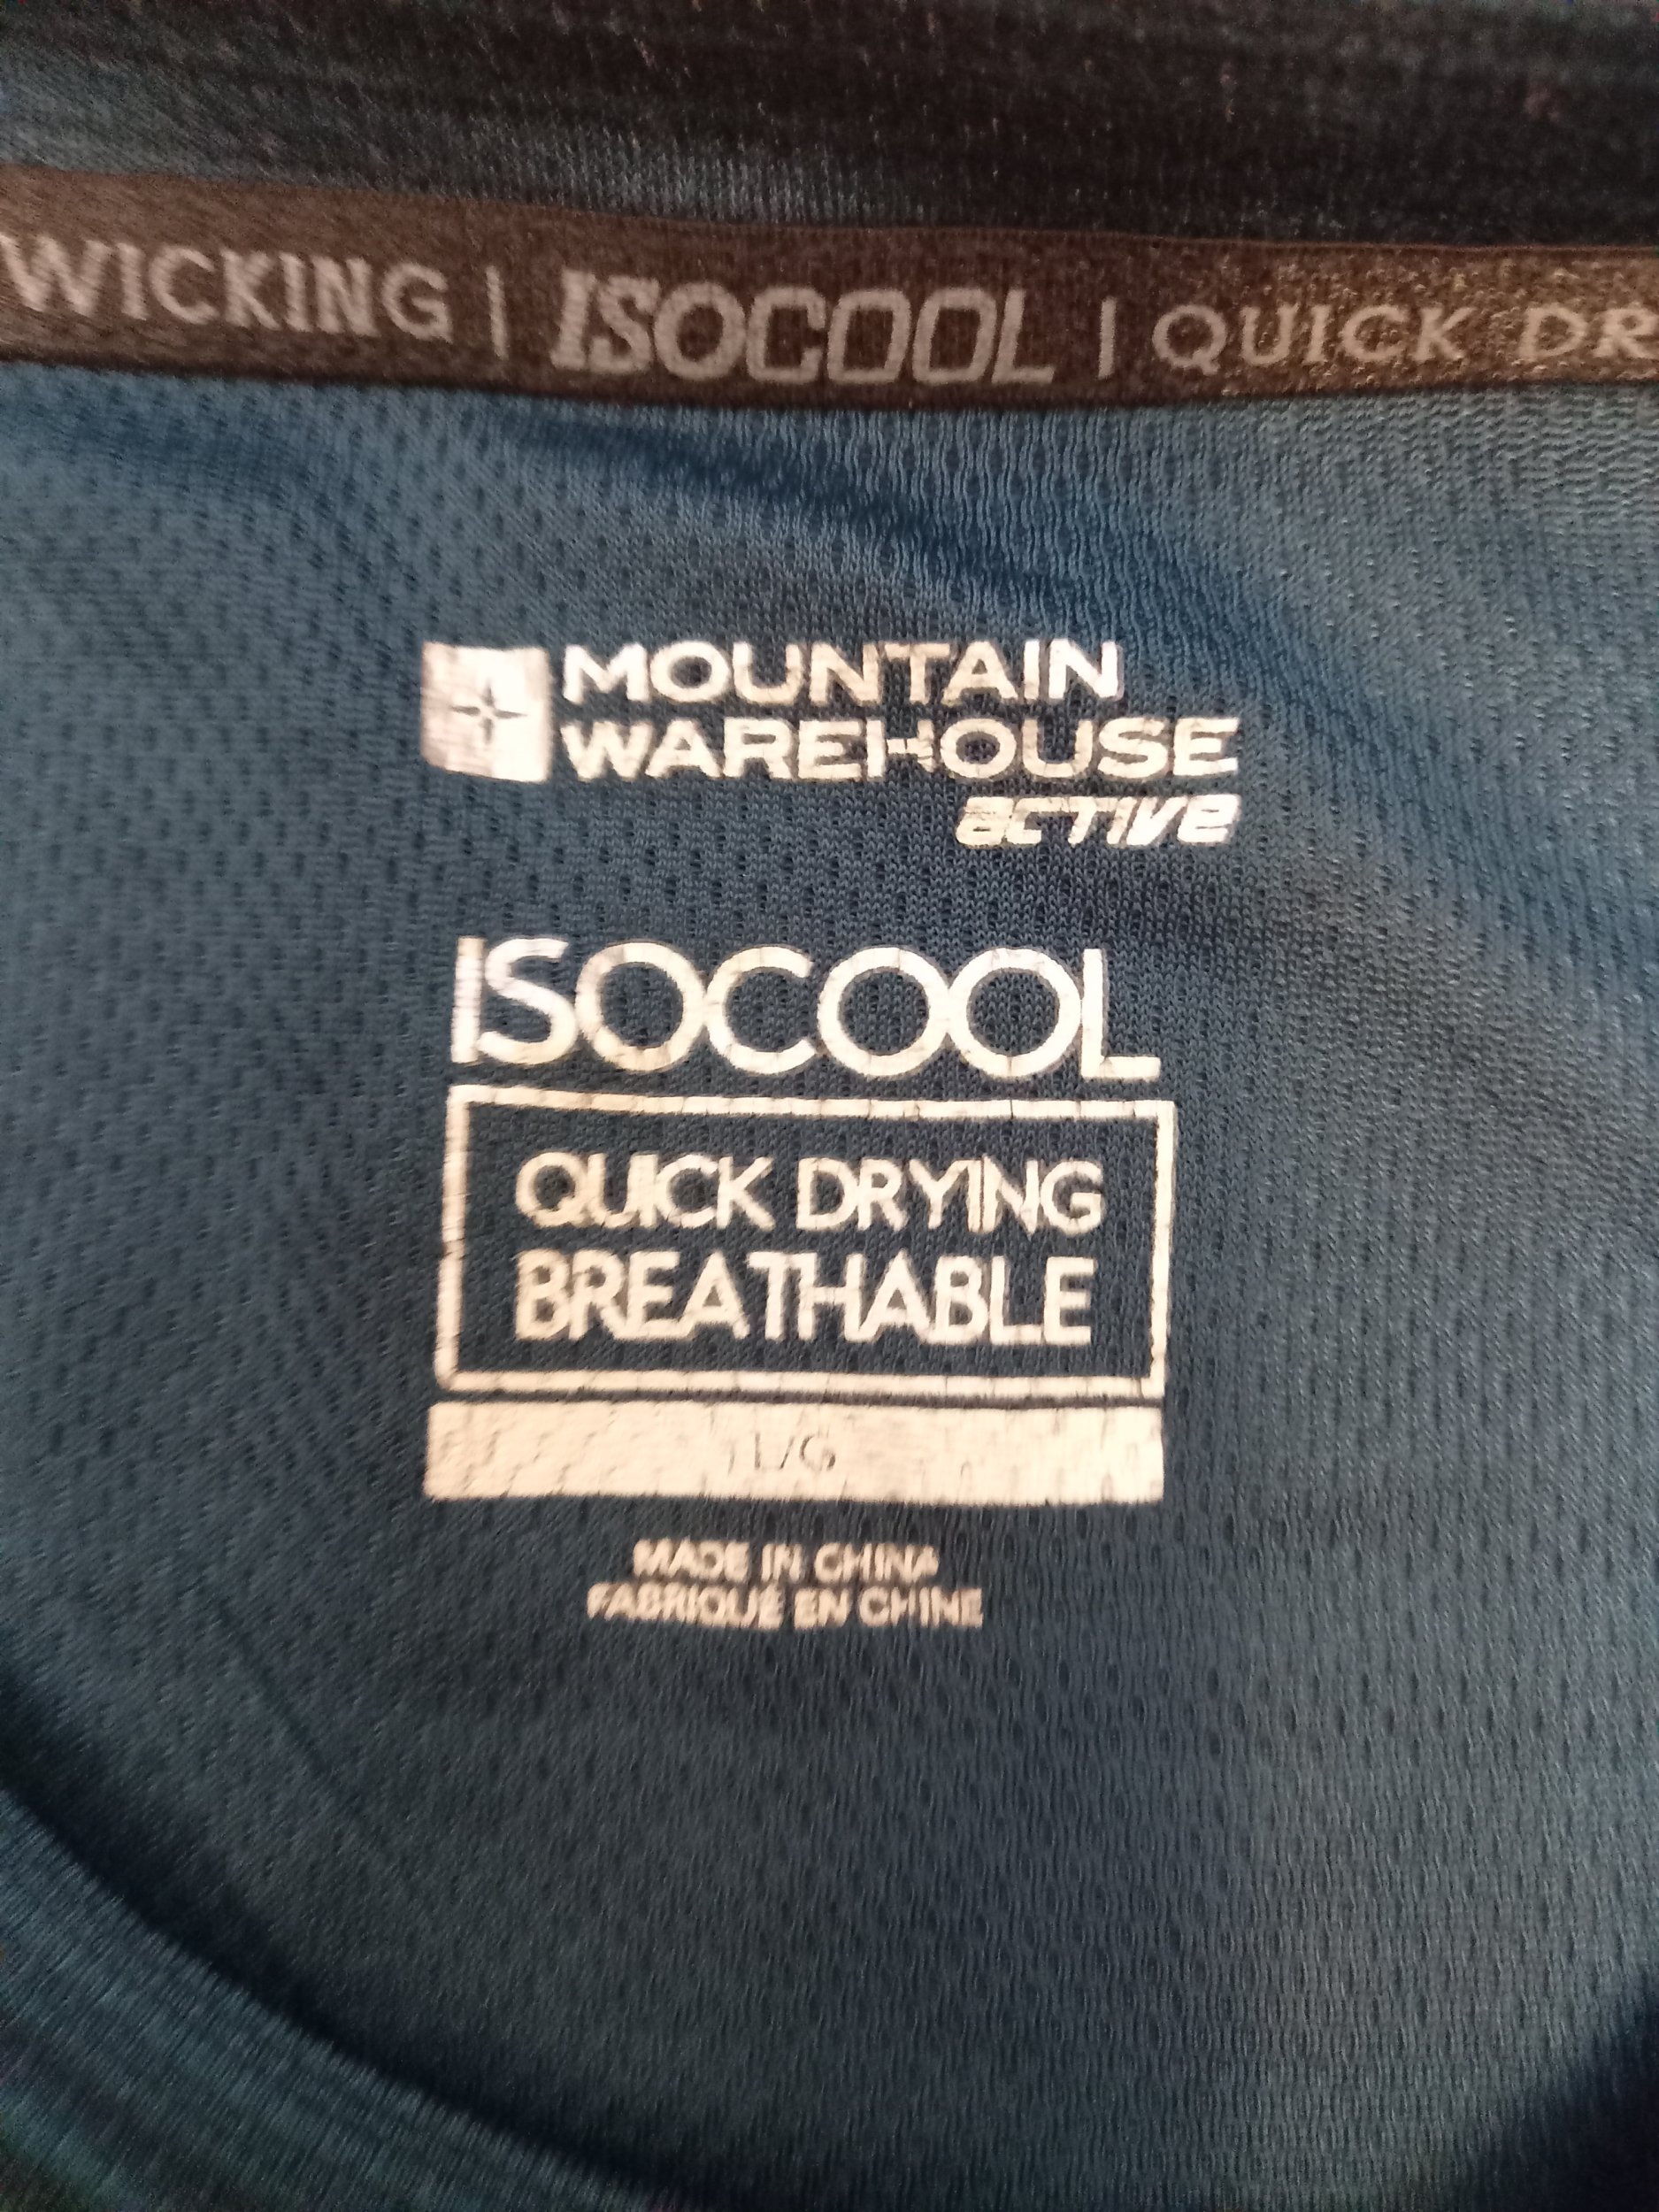 WICKING | ISOCOOL | QUICK DR
MOUNTAIN
WAREHOUSE
active
ISOCOOL
QUICK DRYING
BREATHABLE
L/G
MADE IN CHINA
FABRIQUÉ EN CHINE